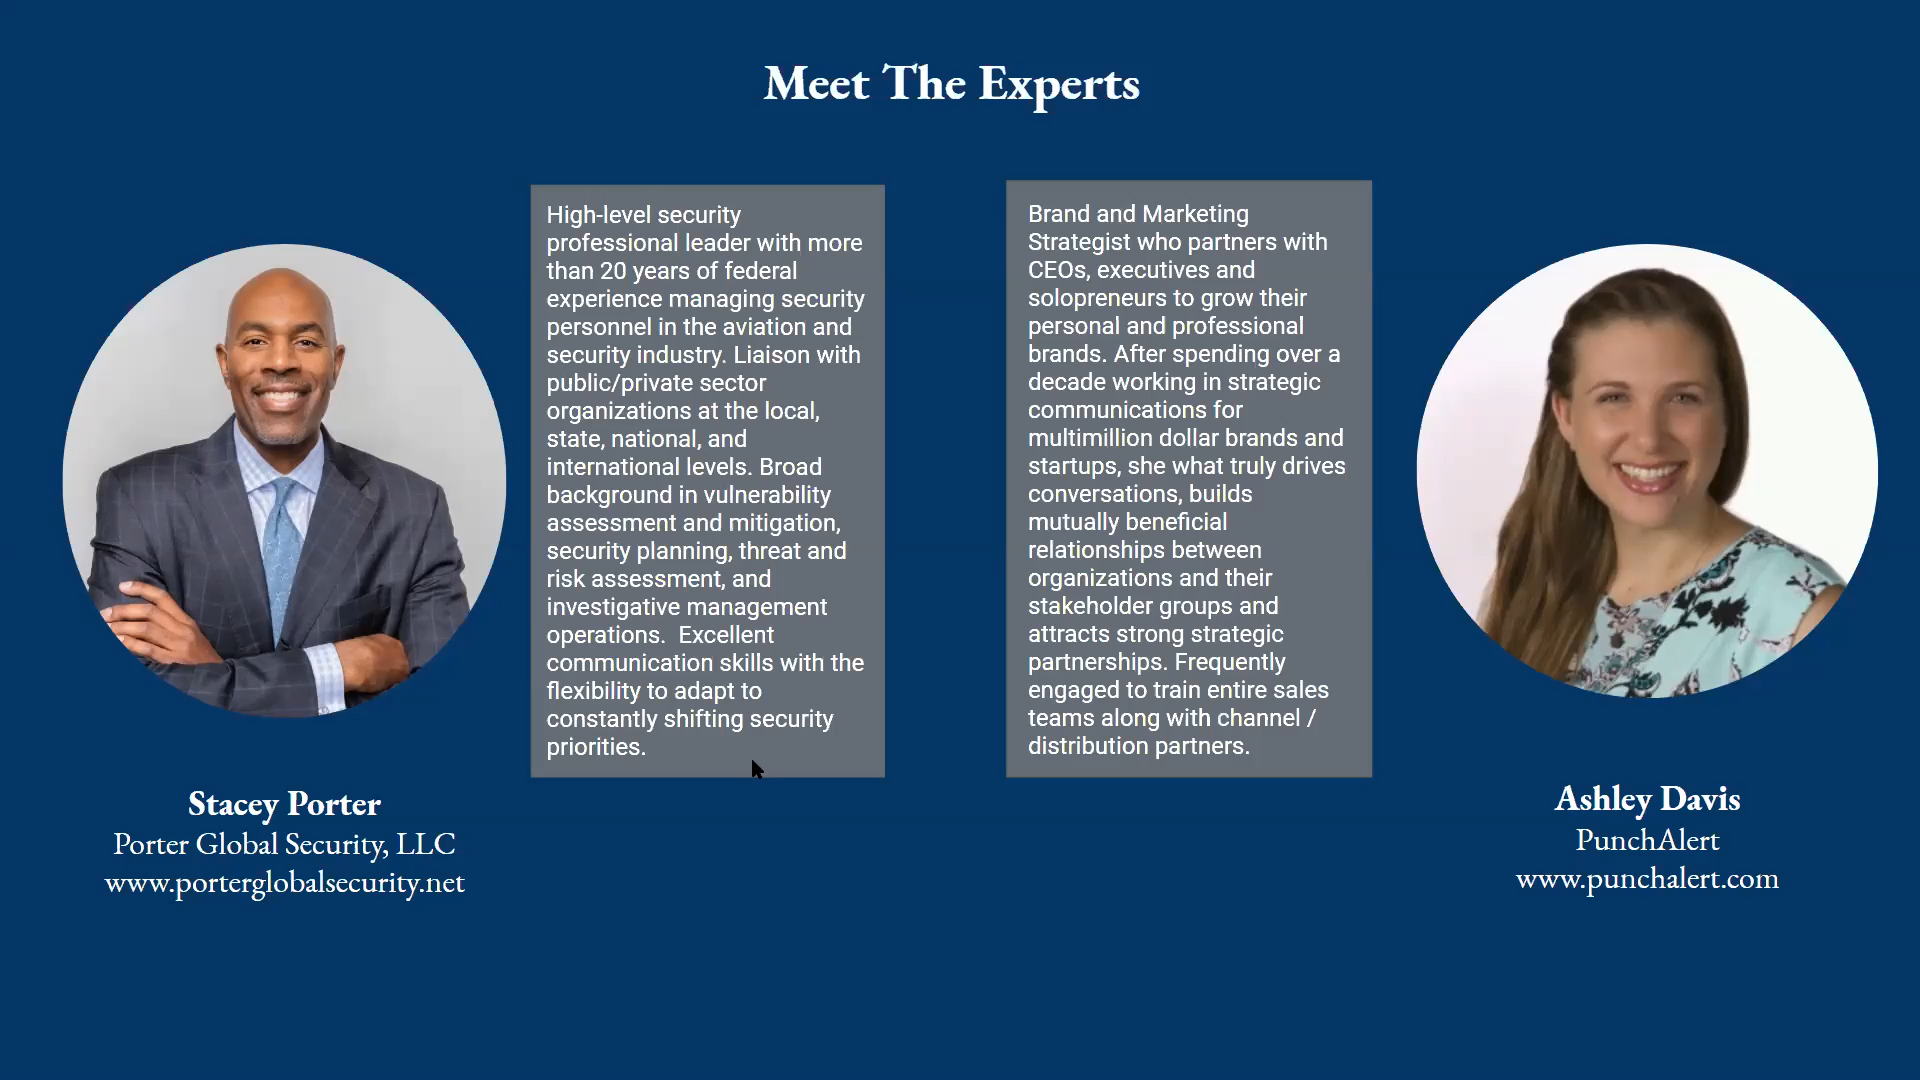 Meet The Experts
High-level security
professional leader with more
than 20 years of federal
experience managing security
personnel in the aviation and
security industry. Liaison with
public/private sector
organizations at the local,
state, national, and
international levels. Broad
background in vulnerability
assessment and mitigation,
security planning, threat and
risk assessment, and
investigative management
operations.  Excellent
communication skills with the
flexibility to adapt to
constantly shifting security
priorities.
Stacey Porter
Porter Global Security, LLC
www.porterglobalsecurity.net
Brand and Marketing
Strategist who partners with
CEOs, executives and
solopreneurs to grow their
personal and professional
brands. After spending over a
decade working in strategic
communications for
multimillion dollar brands and
startups, she what truly drives
conversations, builds
mutually beneficial
relationships between
organizations and their
stakeholder groups and
attracts strong strategic
partnerships. Frequently
engaged to train entire sales
teams along with channel /
distribution partners.
Ashley Davis
PunchAlert
www.punchalert.com